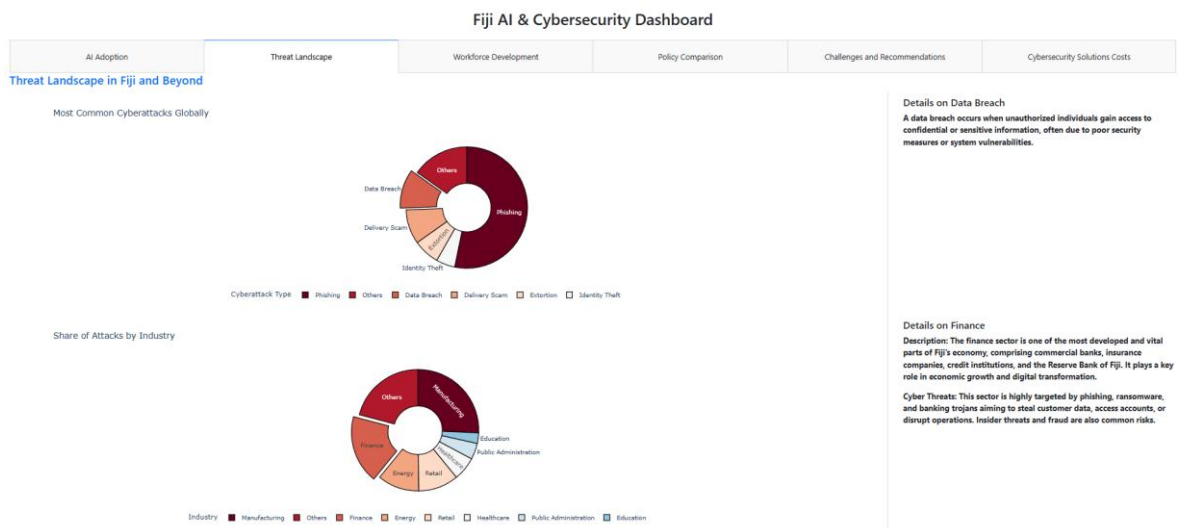 Fiji AI & Cybersecurity Dashboard
AI Adoption
Threat Landscape
Workforce Development
Policy Comparison
Challenges and Recommendations
Cybersecurity Solutions Costs
Threat Landscape in Fiji and Beyond
Most Common Cyberattacks Globally
Others
Data Breach
Phishing
Delivery Scam
Extortion
Identity Theft
Cyberattack Type Phishing Others Data Breach Delivery Scam Extortion Identity Theft
Details on Data Breach
A data breach occurs when unauthorized individuals gain access to
confidential or sensitive information, often due to poor security
measures or system vulnerabilities.
Share of Attacks by Industry
Manufacturing
Others
Education
Finance
Public Administration
Healthcare
Energy
Retail
Industry Manufacturing Others Finance Energy Retail Healthcare Public Administration Education
Details on Finance
Description: The finance sector is one of the most developed and vital
parts of Fiji's economy, comprising commercial banks, insurance
companies, credit institutions, and the Reserve Bank of Fiji. It plays a key
role in economic growth and digital transformation.
Cyber Threats: This sector is highly targeted by phishing, ransomware,
and banking trojans aiming to steal customer data, access accounts, or
disrupt operations. Insider threats and fraud are also common risks.